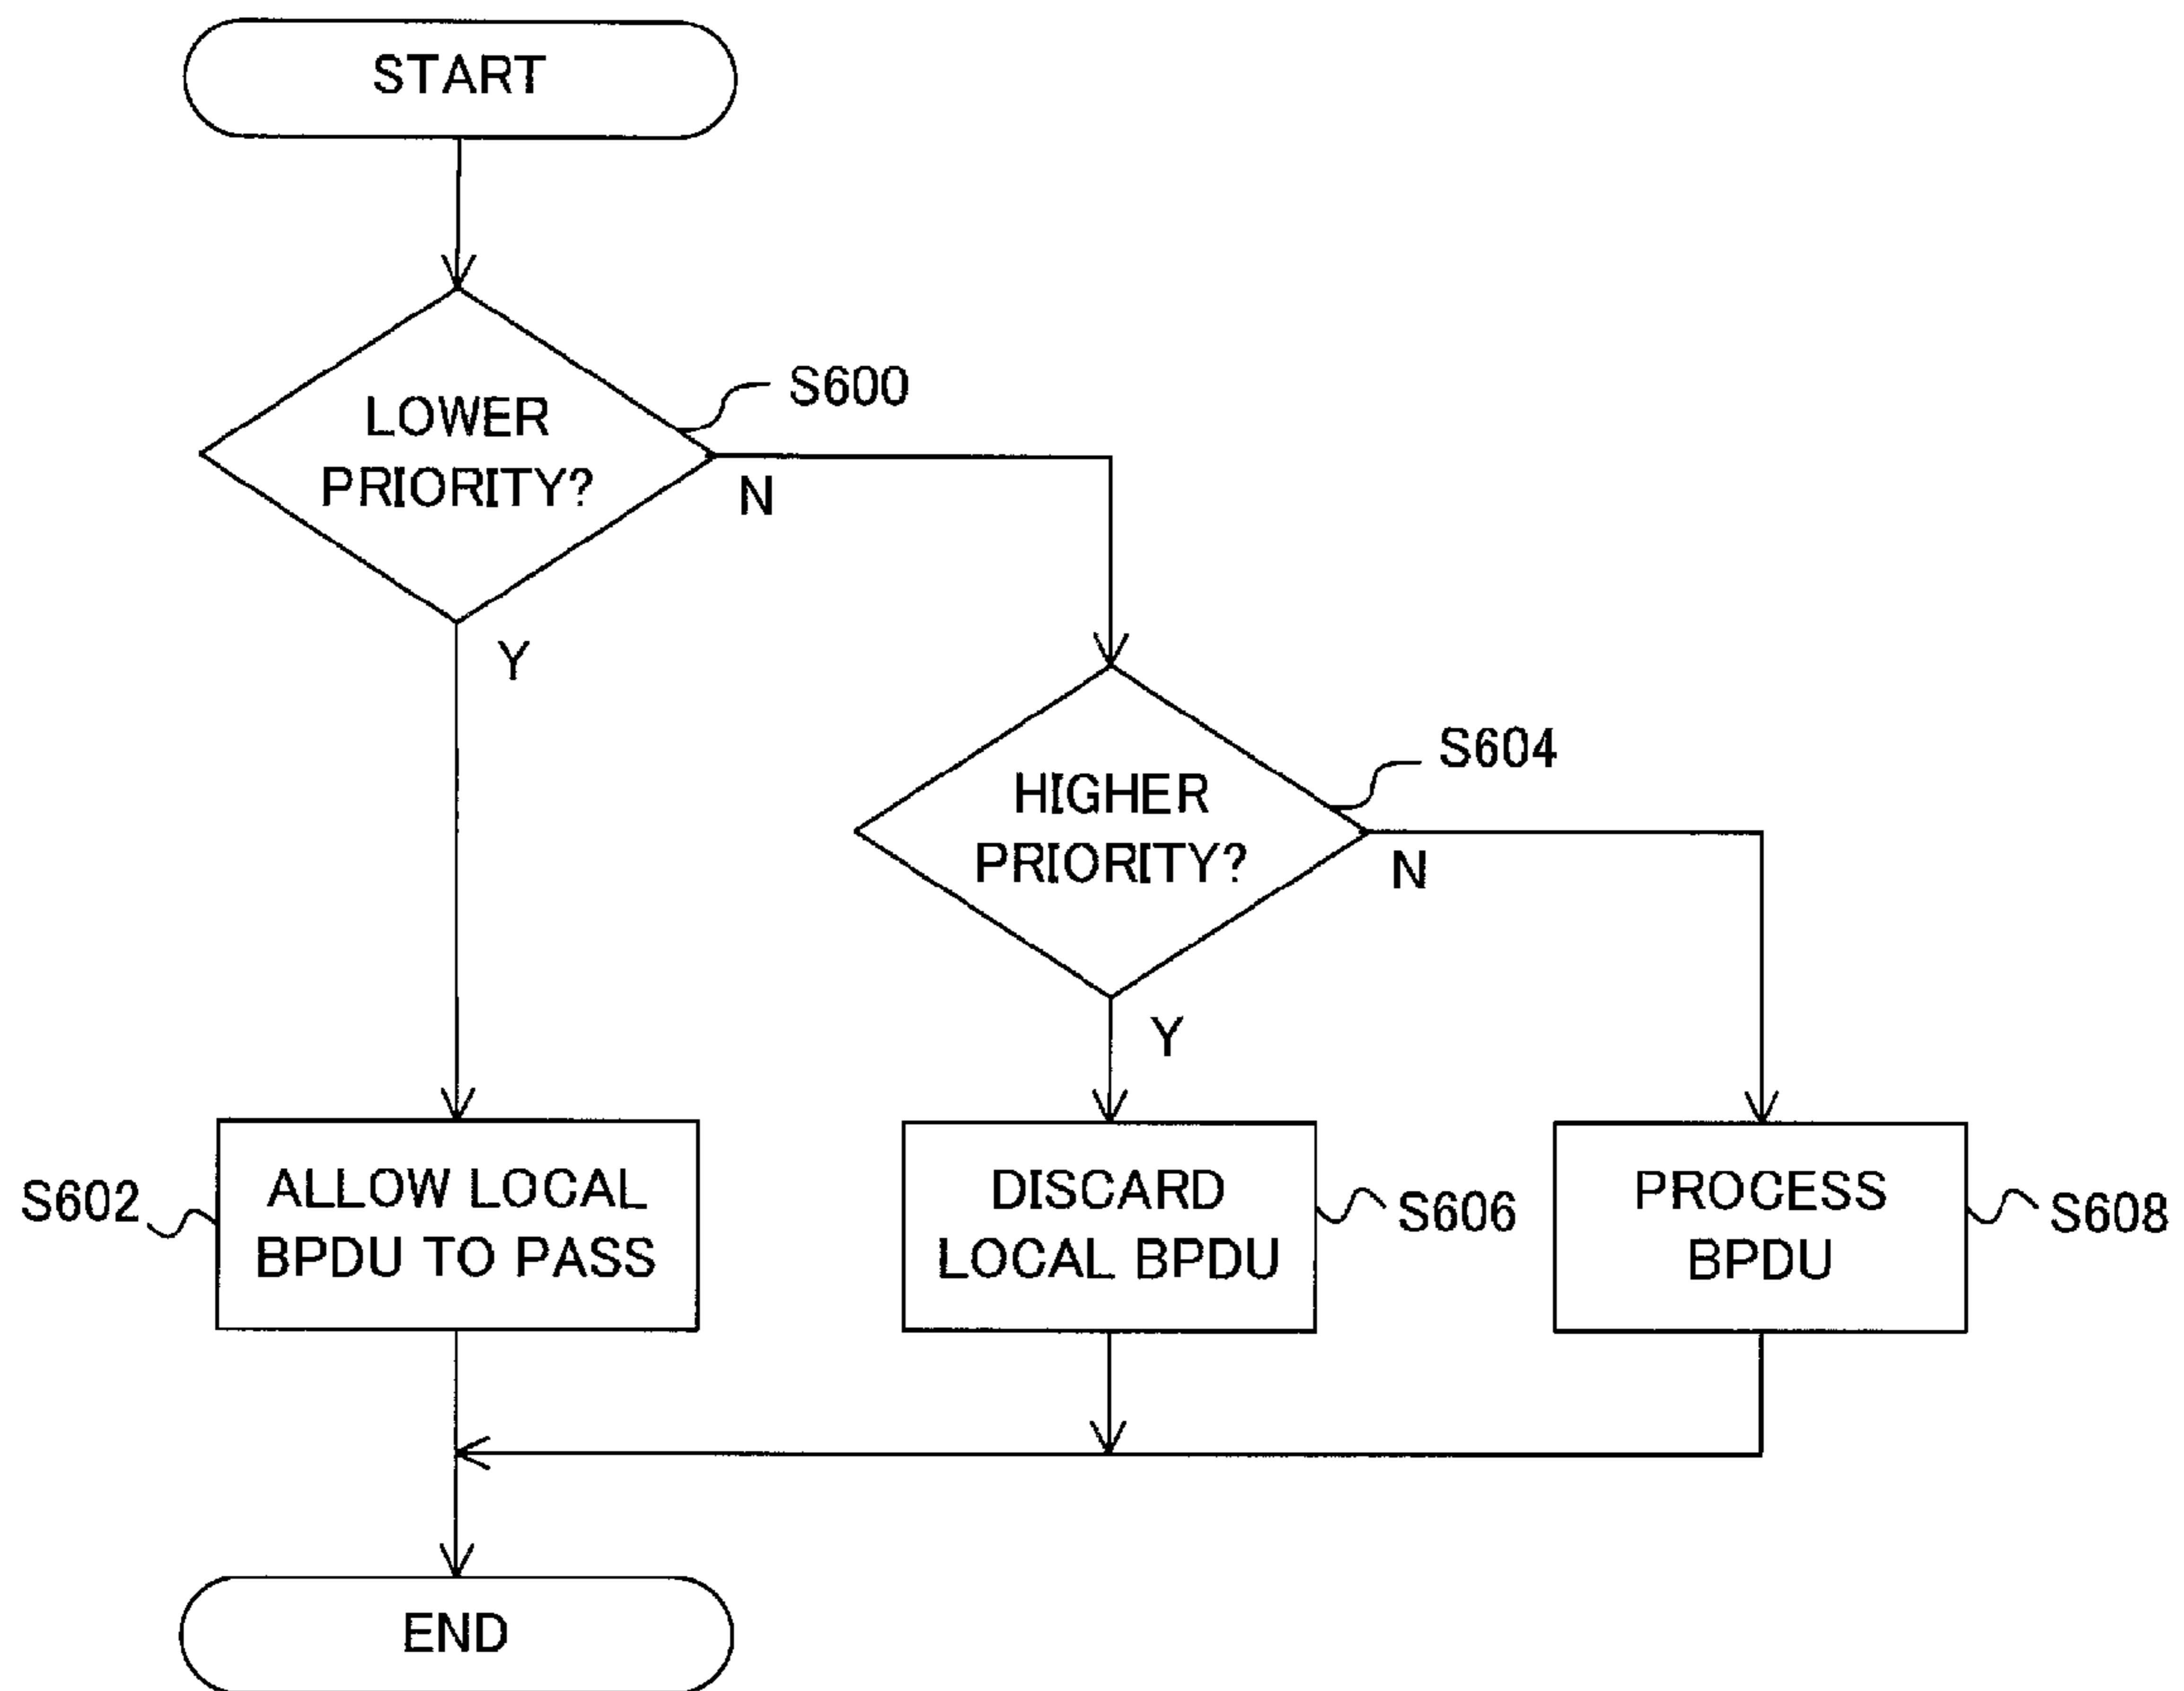 START
LOWER
PRIORITY?
S600
N
Y
HIGHER
PRIORITY?
S604
N
Y
S602
ALLOW LOCAL
BPDU TO PASS
DISCARD
LOCAL BPDU
S606
PROCESS
BPDU
S608
END